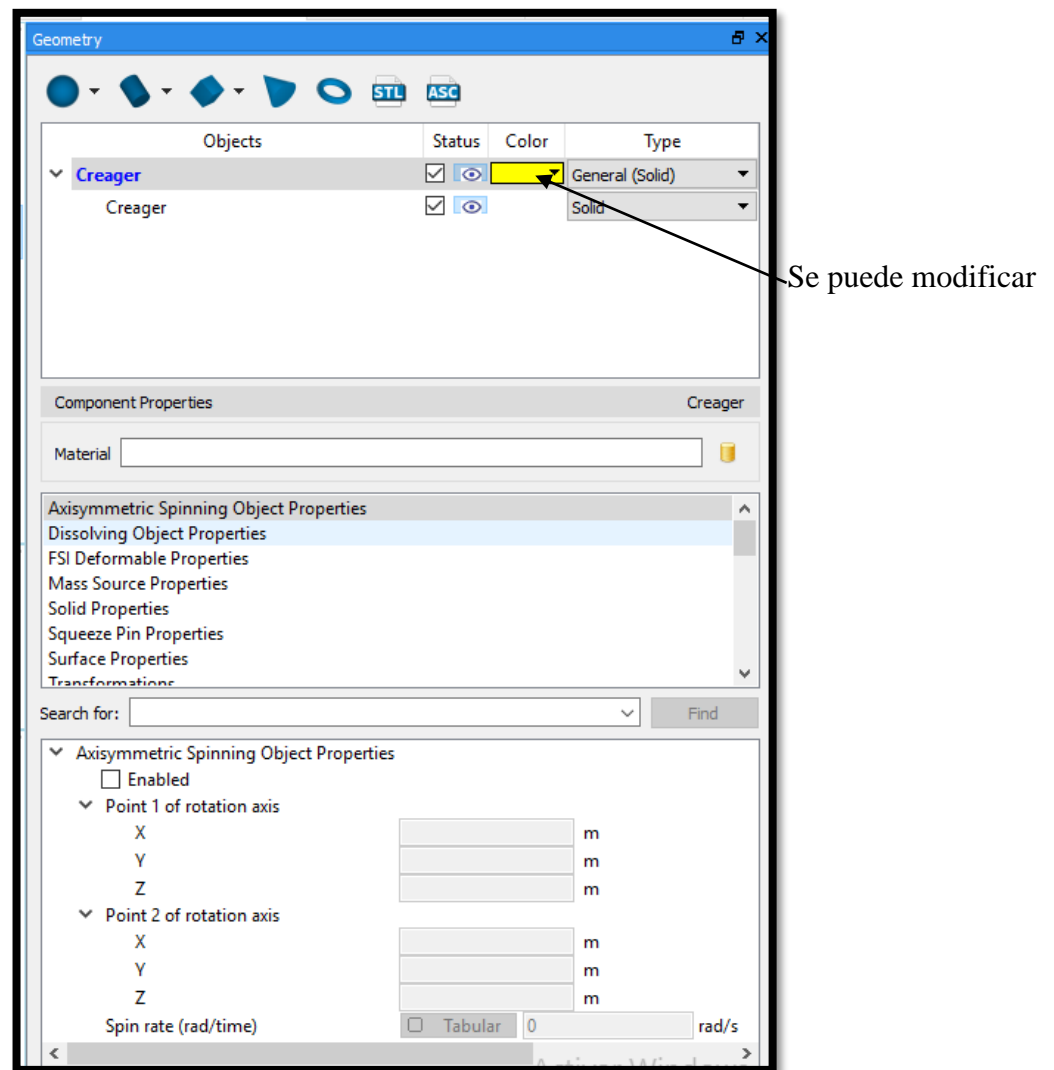 Geometry
STL ASC
Objects Status Color Type
Creager General (Solid)
Creager Solid
Se puede modificar
Component Properties Creager
Material
Axisymmetric Spinning Object Properties
Dissolving Object Properties
FSI Deformable Properties
Mass Source Properties
Solid Properties
Squeeze Pin Properties
Surface Properties
Transformations
Search for: Find
Axisymmetric Spinning Object Properties
Enabled
Point 1 of rotation axis
X m
Y m
Z m
Point 2 of rotation axis
X m
Y m
Z m
Spin rate (rad/time) Tabular 0 rad/s